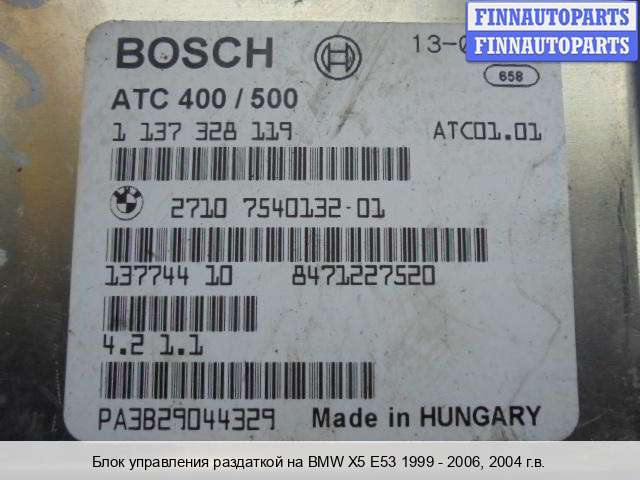 FINNAUTOPARTS
FINNAUTOPARTS
BOSCH
13-0
658
ATC 400 / 500
1 137 328 119 ATC01.01
2710 7540132-01
137744 10 8471227520
4.2 1.1
PA3B29044329 Made in HUNGARY
Блок управления раздаткой на BMW X5 E53 1999 - 2006, 2004 г.в.